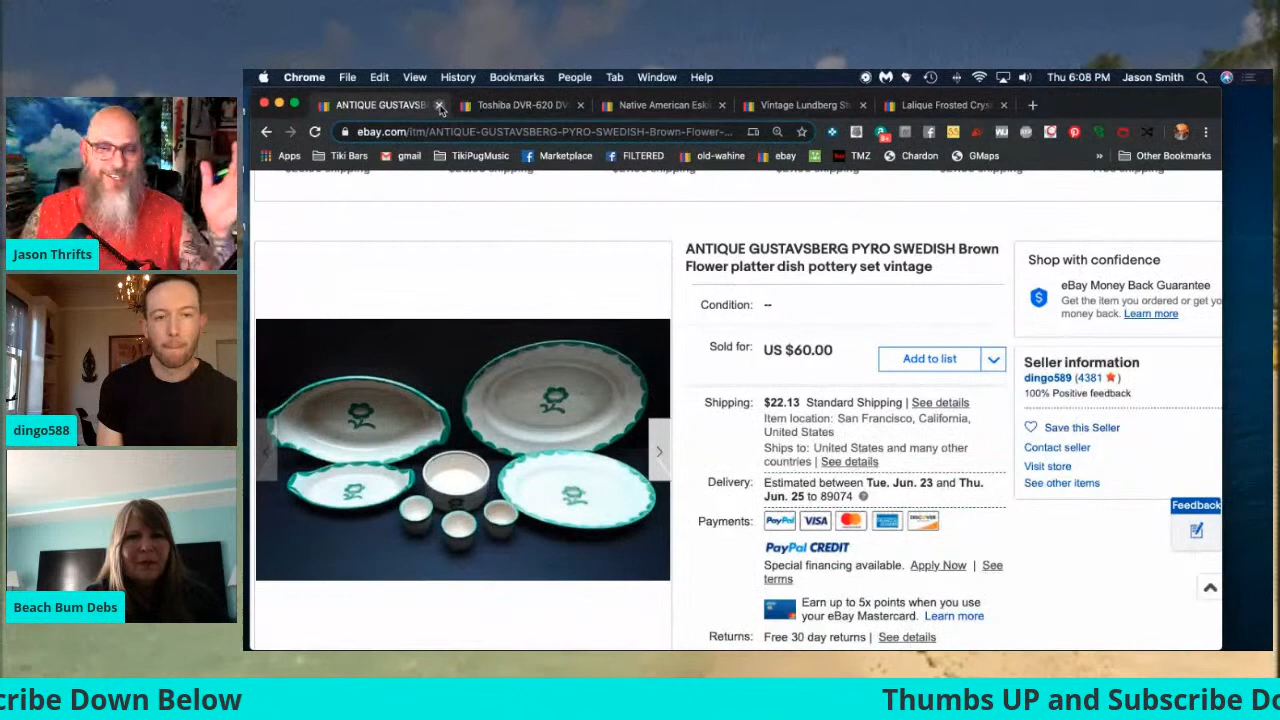 Chrome File Edit View History Bookmarks People Tab Window Help Thu 6:08 PM Jason Smith
ANTIQUE GUSTAVSB Toshiba DVR-620 DV Native American Eski Vintage Lundberg St Lalique Frosted Crys
ebay.com/itm/ANTIQUE-GUSTAVSBERG-PYRO-SWEDISH-Brown-Flower-...
Apps Tiki Bars gmail TikiPugMusic Marketplace FILTERED old-wahine ebay TMZ Chardon GMaps » Other Bookmarks
ANTIQUE GUSTAVSBERG PYRO SWEDISH Brown
Flower platter dish pottery set vintage
Condition: --
Sold for: US $60.00 Add to list
Shipping: $22.13 Standard Shipping | See details
Item location: San Francisco, California,
United States
Ships to: United States and many other
countries | See details
Delivery: Estimated between Tue. Jun. 23 and Thu.
Jun. 25 to 89074
Payments: PayPal VISA MasterCard DISCOVER
PayPal CREDIT
Special financing available. Apply Now | See
terms
Earn up to 5x points when you use
your eBay Mastercard. Learn more
Returns: Free 30 day returns | See details
Shop with confidence
eBay Money Back Guarantee
Get the item you ordered or get yo
money back. Learn more
Seller information
dingo589 (4381 )
100% Positive feedback
Save this Seller
Contact seller
Visit store
See other items
Feedback
Jason Thrifts
dingo588
Beach Bum Debs
cribe Down Below Thumbs UP and Subscribe Do